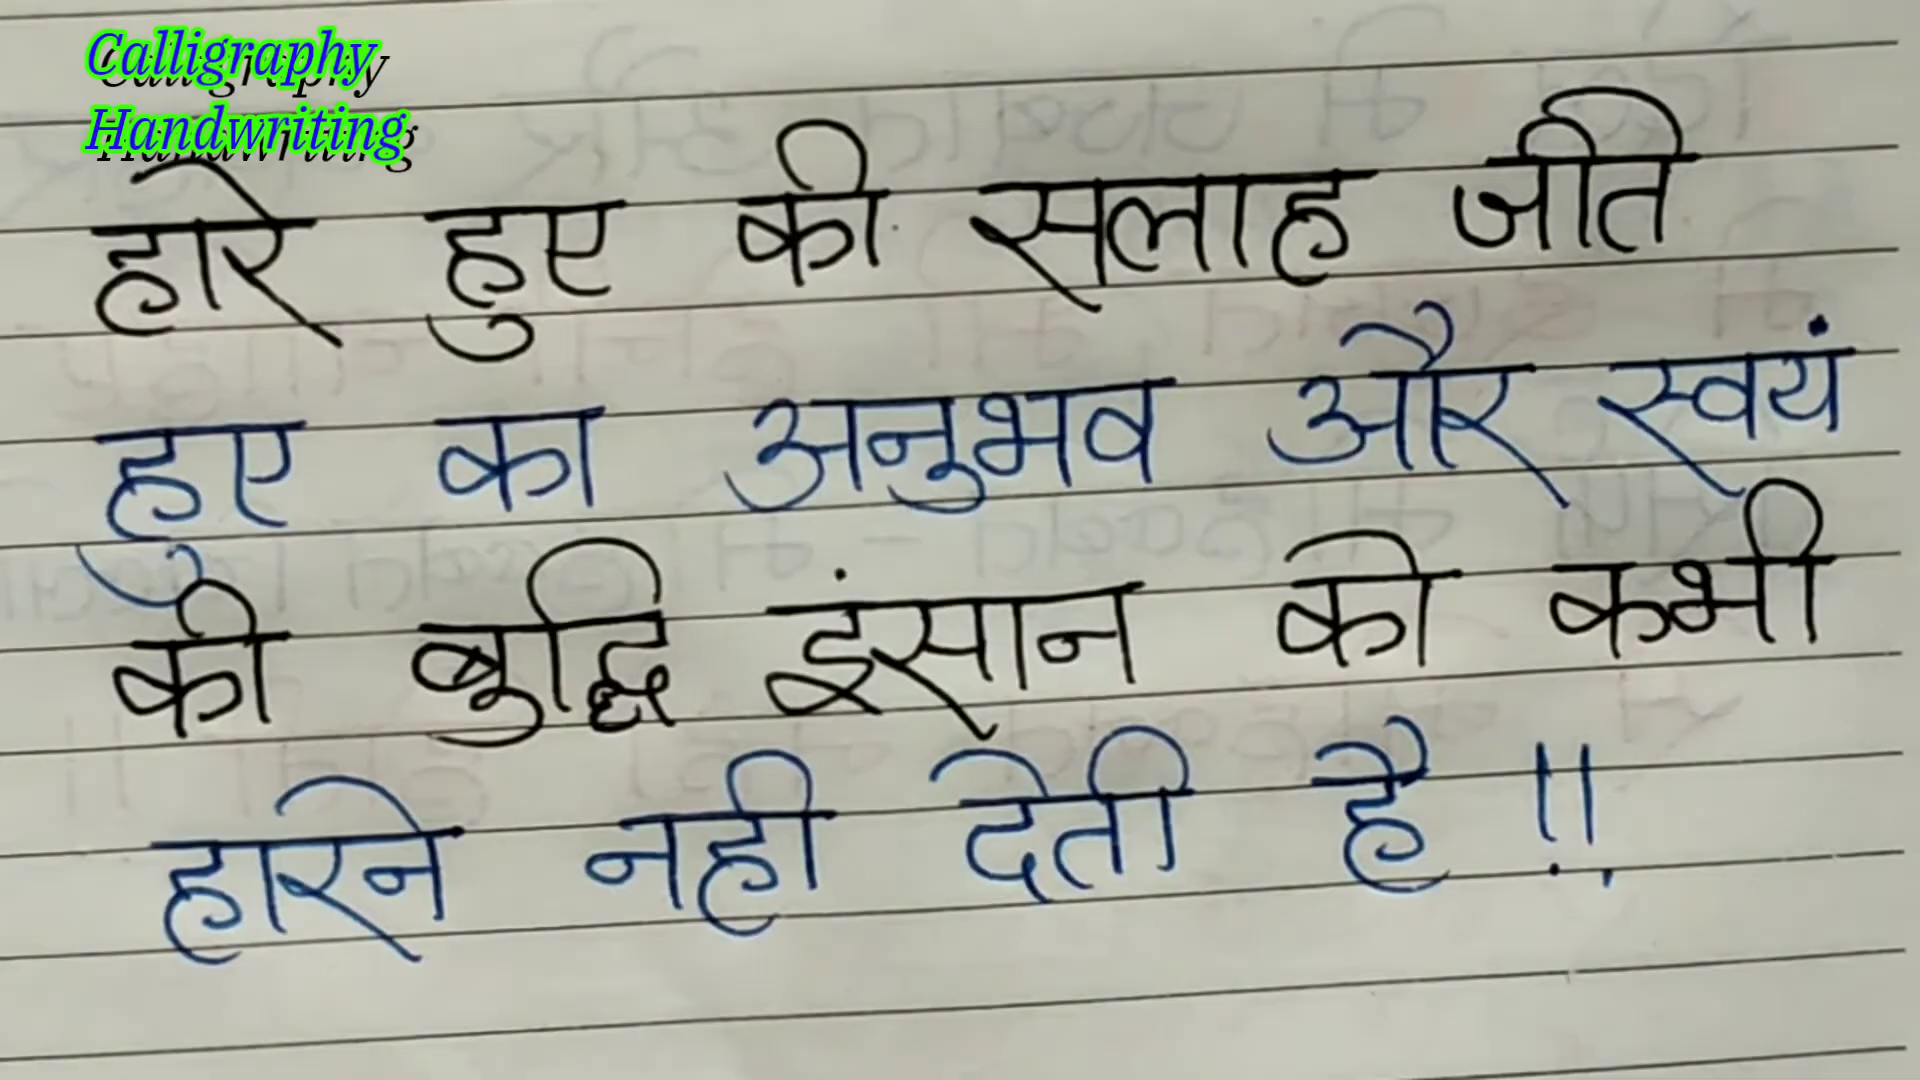 Calligraphy
Handwriting
हारे हुए की सलाह जीते
हुए का अनुभव और स्वयं
की बुद्धि इंसान को कभी
हारने नही देती है !!